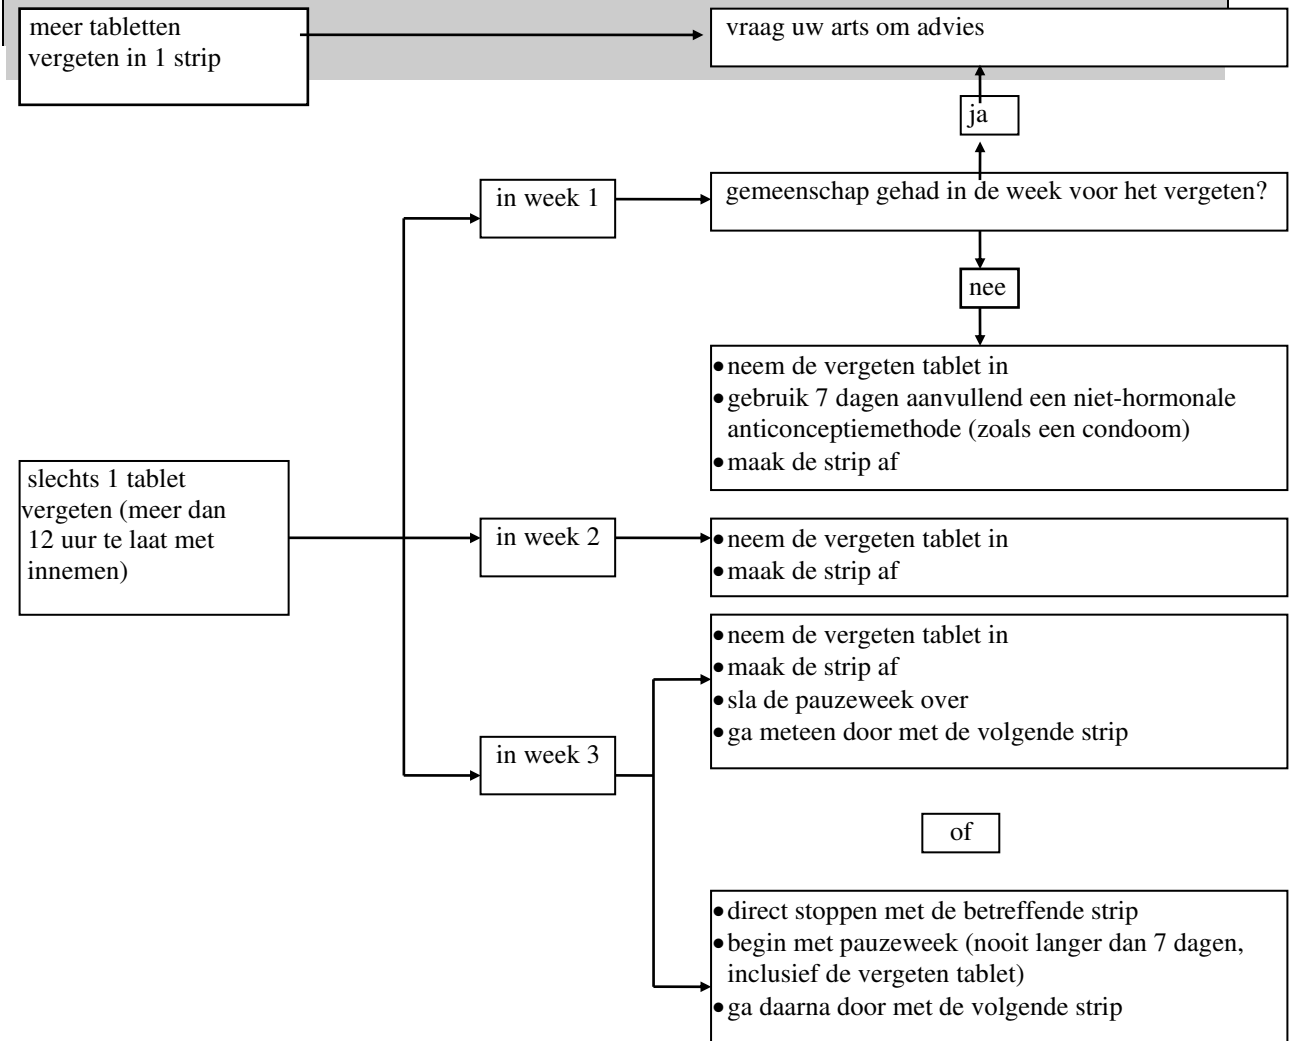 meer tabletten
vergeten in 1 strip
vraag uw arts om advies
ja
in week 1
gemeenschap gehad in de week voor het vergeten?
nee
•neem de vergeten tablet in
•gebruik 7 dagen aanvullend een niet-hormonale
anticonceptiemethode (zoals een condoom)
•maak de strip af
slechts 1 tablet
vergeten (meer dan
12 uur te laat met
innemen)
in week 2
•neem de vergeten tablet in
•maak de strip af
•neem de vergeten tablet in
•maak de strip af
•sla de pauzeweek over
•ga meteen door met de volgende strip
in week 3
of
•direct stoppen met de betreffende strip
•begin met pauzeweek (nooit langer dan 7 dagen,
inclusief de vergeten tablet)
•ga daarna door met de volgende strip